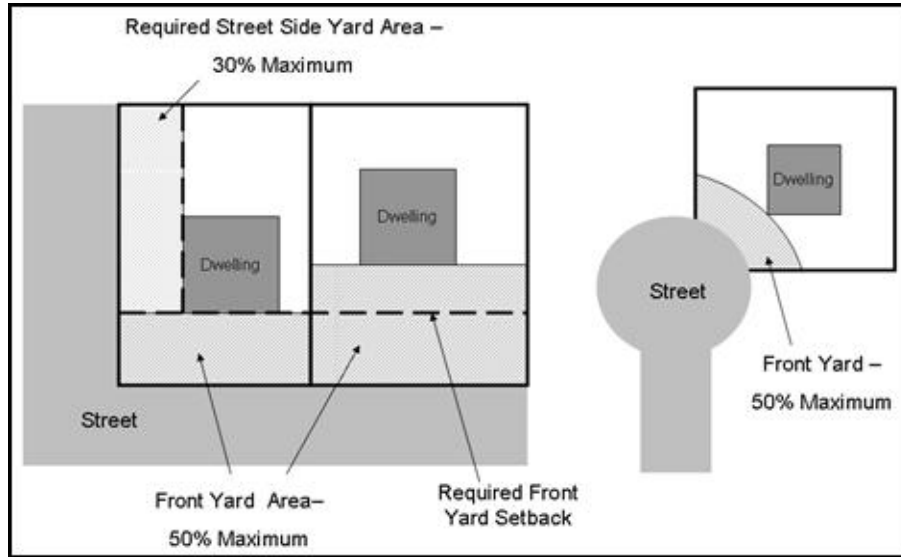 Required Street Side Yard Area –
30% Maximum
Dwelling
Dwelling
Dwelling
Street
Street
Front Yard –
50% Maximum
Front Yard Area–
50% Maximum
Required Front
Yard Setback